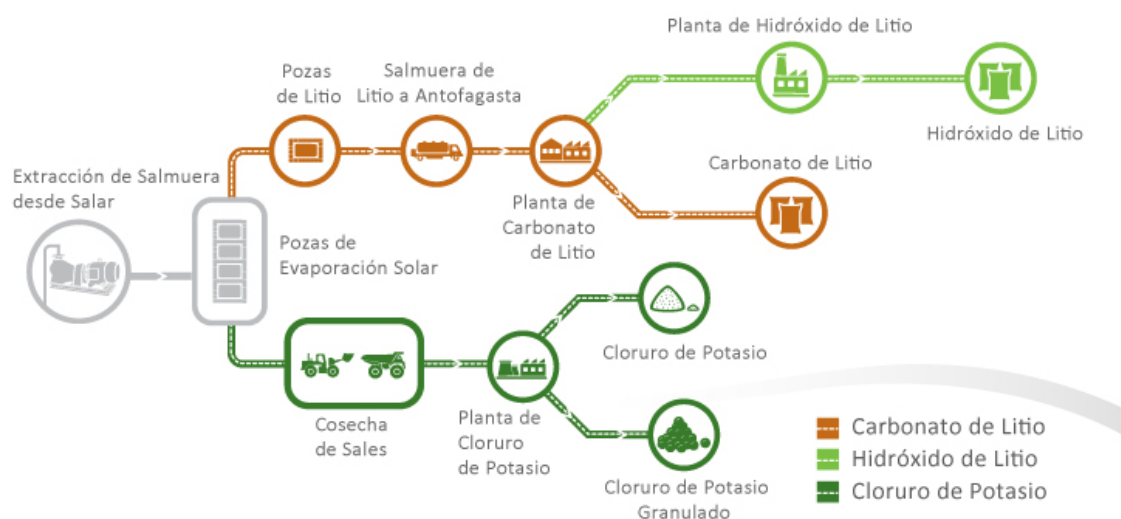 Planta de Hidróxido de Litio
Pozas
de Litio
Salmuera de
Litio a Antofagasta
Hidróxido de Litio
Carbonato de Litio
Extracción de Salmuera
desde Salar
Planta de
Carbonato
de Litio
Pozas de
Evaporación Solar
Cloruro de Potasio
Cosecha
de Sales
Planta de
Cloruro
de Potasio
Cloruro de Potasio
Granulado
Carbonato de Litio
Hidróxido de Litio
Cloruro de Potasio